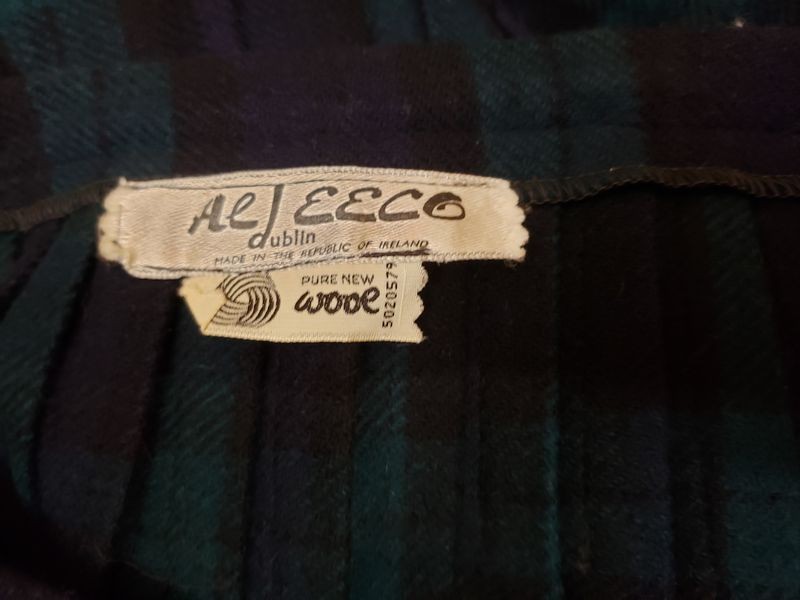 Al JEECO
dublin
MADE IN THE REPUBLIC OF IRELAND
PURE NEW
wool
5020579